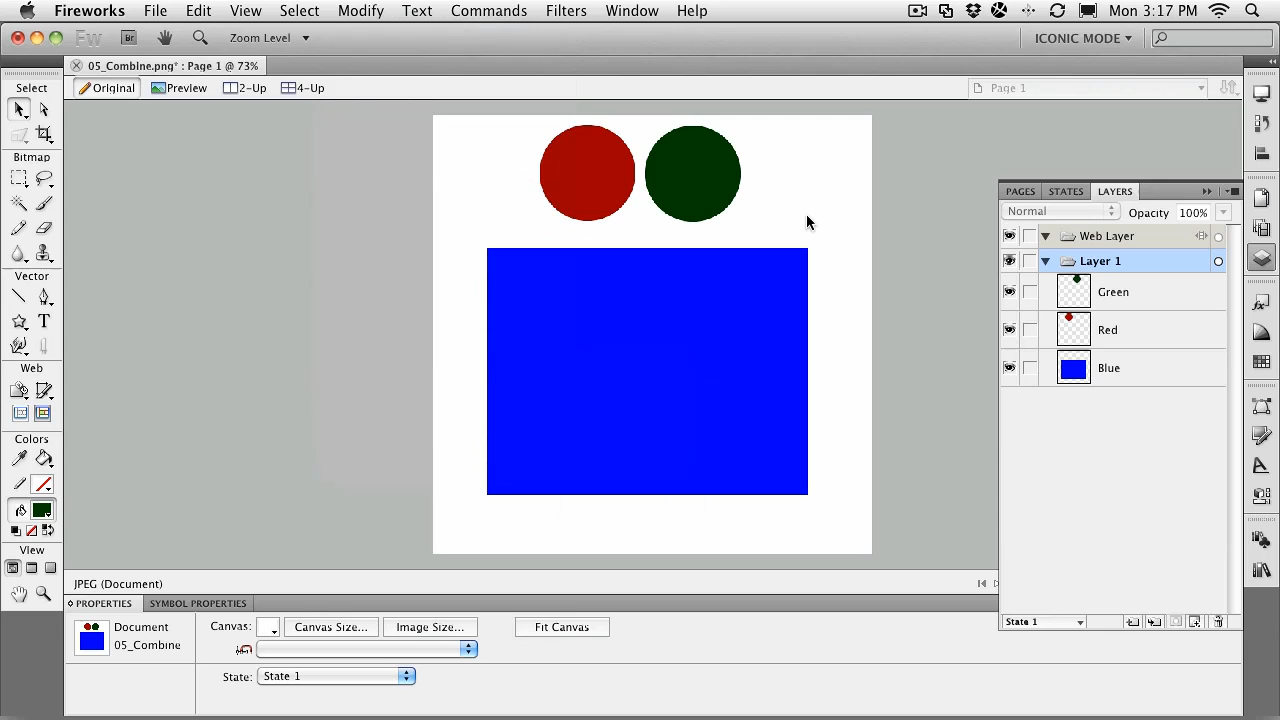 Fireworks File Edit View Select Modify Text Commands Filters Window Help Mon 3:17 PM
Fw Br Zoom Level ICONIC MODE
05_Combine.png* : Page 1 @ 73%
Original Preview 2-Up 4-Up Page 1
Select
Bitmap
Vector
T
Web
Colors
View
PAGES STATES LAYERS
Normal Opacity 100%
Web Layer
Layer 1
Green
Red
Blue
State 1
JPEG (Document)
PROPERTIES SYMBOL PROPERTIES
Document Canvas: Canvas Size... Image Size... Fit Canvas
05_Combine
State: State 1